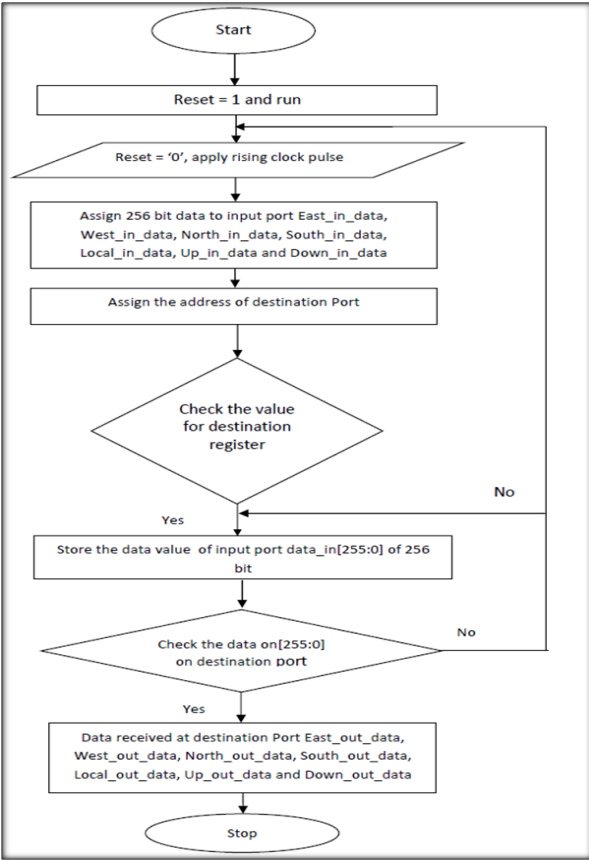 Start
Reset = 1 and run
Reset = ‘0’, apply rising clock pulse
Assign 256 bit data to input port East_in_data,
West_in_data, North_in_data, South_in_data,
Local_in_data, Up_in_data and Down_in_data
Assign the address of destination Port
Check the value
for destination
register
No
Yes
Store the data value of input port data_in[255:0] of 256
bit
Check the data on[255:0]
on destination port
No
Yes
Data received at destination Port East_out_data,
West_out_data, North_out_data, South_out_data,
Local_out_data, Up_out_data and Down_out_data
Stop